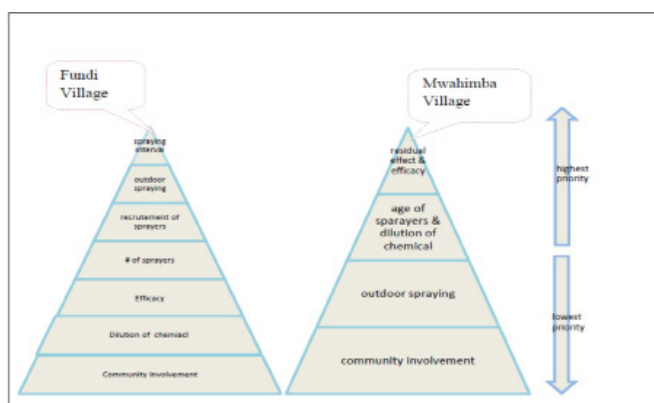 Fundi
Village
spraying
interval
outdoor
spraying
recrutement of
sprayers
# of sprayers
Efficacy
Dilution of chemiacl
Community Involvement
Mwahimba
Village
residual
effect &
efficacy
age of
sparayers &
dilution of
chemical
outdoor spraying
community involvement
highest
priority
lowest
priority